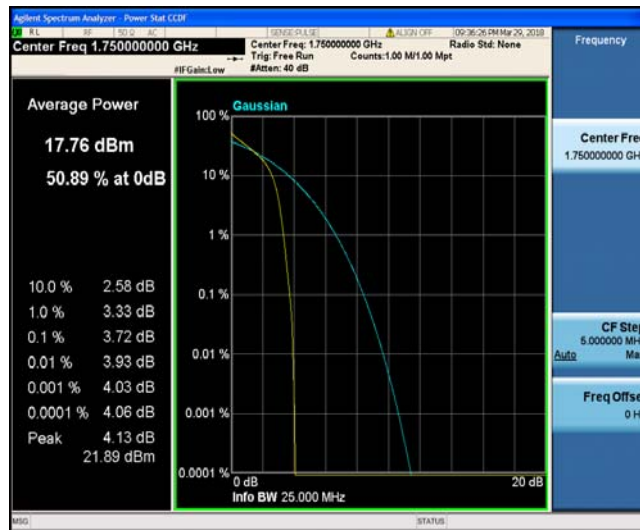 Agilent Spectrum Analyzer - Power Stat CCDF
RL RF 50 Ω AC SENSE:PULSE ALIGN OFF 09:36:26 PM Mar 29, 2018
Center Freq 1.750000000 GHz Center Freq: 1.750000000 GHz Radio Std: None
Trig: Free Run Counts:1.00 M/1.00 Mpt
#IFGain:Low #Atten: 40 dB
Frequency
Average Power
17.76 dBm
50.89 % at 0dB
10.0 % 2.58 dB
1.0 % 3.33 dB
0.1 % 3.72 dB
0.01 % 3.93 dB
0.001 % 4.03 dB
0.0001 % 4.06 dB
Peak 4.13 dB
21.89 dBm
Gaussian
100 %
10 %
1 %
0.1 %
0.01 %
0.001 %
0.0001 %
0 dB 20 dB
Info BW 25.000 MHz
Center Fre
1.750000000 GH
CF Step
5.000000 MH
Auto Ma
Freq Offse
0 H
MSG STATUS